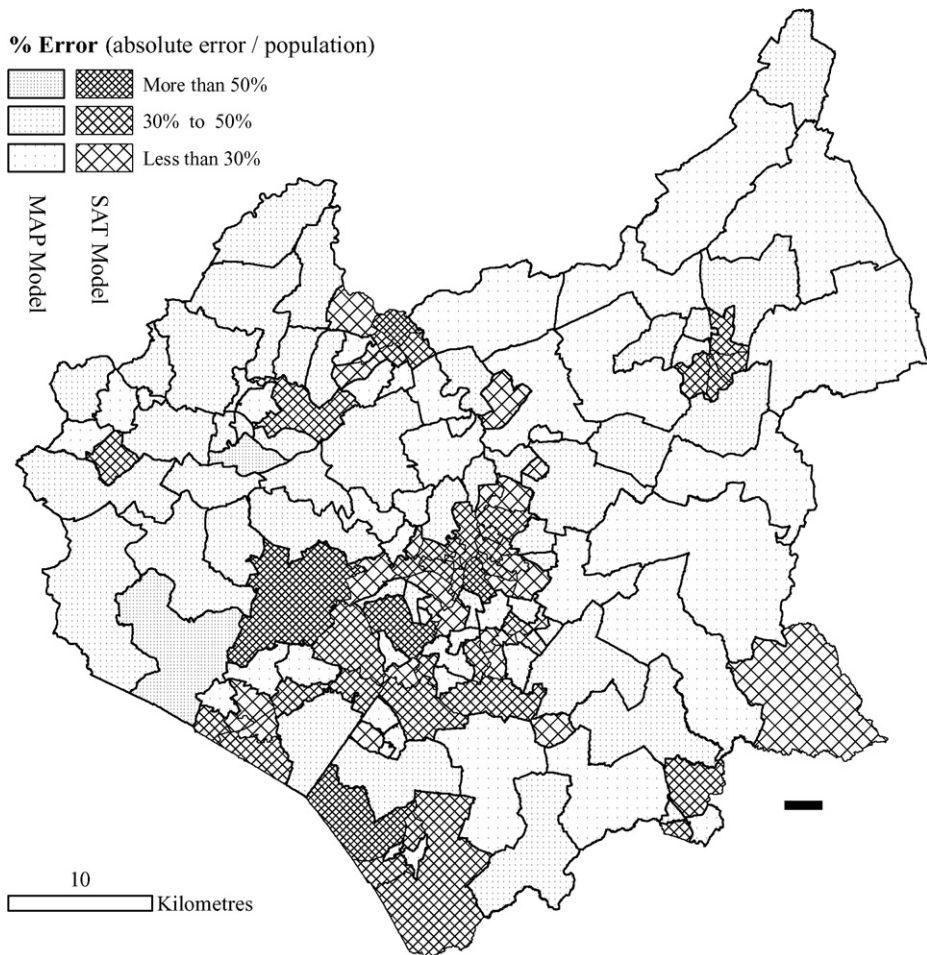 % Error (absolute error / population)
More than 50%
30% to 50%
Less than 30%
MAP Model
SAT Model
10
Kilometres